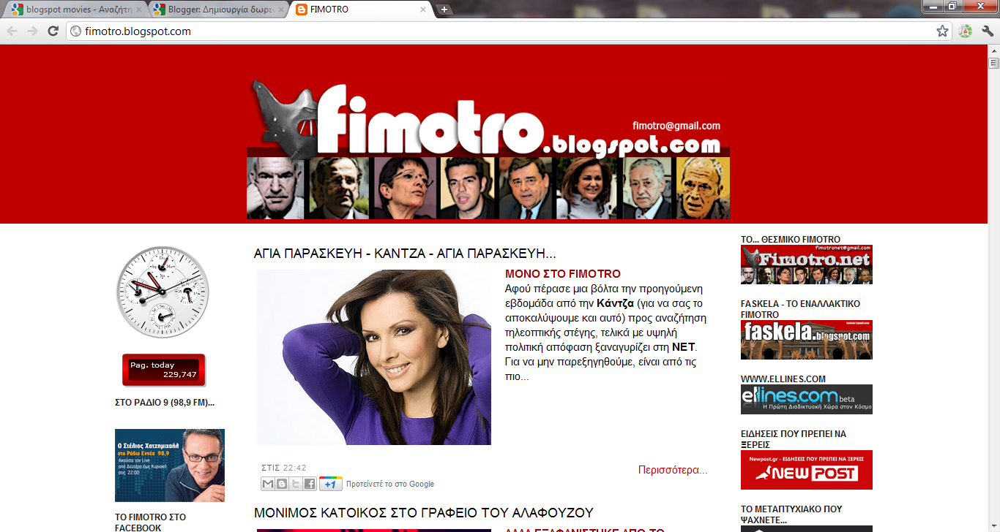 blogspot movies - Αναζήτη
Blogger: Δημιουργία δωρε
FIMOTRO
fimotro.blogspot.com
fimotro.blogspot.com
fimotro@gmail.com
Pag. today
229,747
ΣΤΟ ΡΑΔΙΟ 9 (98,9 FM)...
Ο Στέλιος Χατζημιχαήλ
στο Ράδιο Εννέα 98,9
Ακούστε τον Live
από Δευτέρα έως Κυριακή
στις 22:00
ΤΟ FIMOTRO ΣΤΟ
FACEBOOK
ΑΓΙΑ ΠΑΡΑΣΚΕΥΗ - ΚΑΝΤΖΑ - ΑΓΙΑ ΠΑΡΑΣΚΕΥΗ...
ΜΟΝΟ ΣΤΟ FIMOTRO
Αφού πέρασε μια βόλτα την προηγούμενη
εβδομάδα από την Κάντζα (για να σας το
αποκαλύψουμε και αυτό) προς αναζήτηση
τηλεοπτικής στέγης, τελικά με υψηλή
πολιτική απόφαση ξαναγυρίζει στη ΝΕΤ.
Για να μην παρεξηγηθούμε, είναι από τις
πιο...
ΣΤΙΣ 22:42
Περισσότερα...
+1 Προτείνετέ το στο Google
ΜΟΝΙΜΟΣ ΚΑΤΟΙΚΟΣ ΣΤΟ ΓΡΑΦΕΙΟ ΤΟΥ ΑΛΑΦΟΥΖΟΥ
ΑΛΛΑ ΕΞΑΦΑΝΙΣΤΗΚΕ ΑΠΟ ΤΟ
ΤΟ... ΘΕΣΜΙΚΟ FIMOTRO
fimotronet@gmail.com
Fimotro.net
FASKELA - ΤΟ ΕΝΑΛΛΑΚΤΙΚΟ
FIMOTRO
faskela.blogspot.com
WWW.ELLINES.COM
ellines.com beta
Η Πρώτη Διαδικτυακή Χώρα στον Κόσμο
ΕΙΔΗΣΕΙΣ ΠΟΥ ΠΡΕΠΕΙ ΝΑ
ΞΕΡΕΙΣ
Newpost.gr - ΕΙΔΗΣΕΙΣ ΠΟΥ ΠΡΕΠΕΙ ΝΑ ΞΕΡΕΙΣ
NEW POST
ΤΟ ΜΕΤΑΠΤΥΧΙΑΚΟ ΠΟΥ
ΨΑΧΝΕΤΕ...